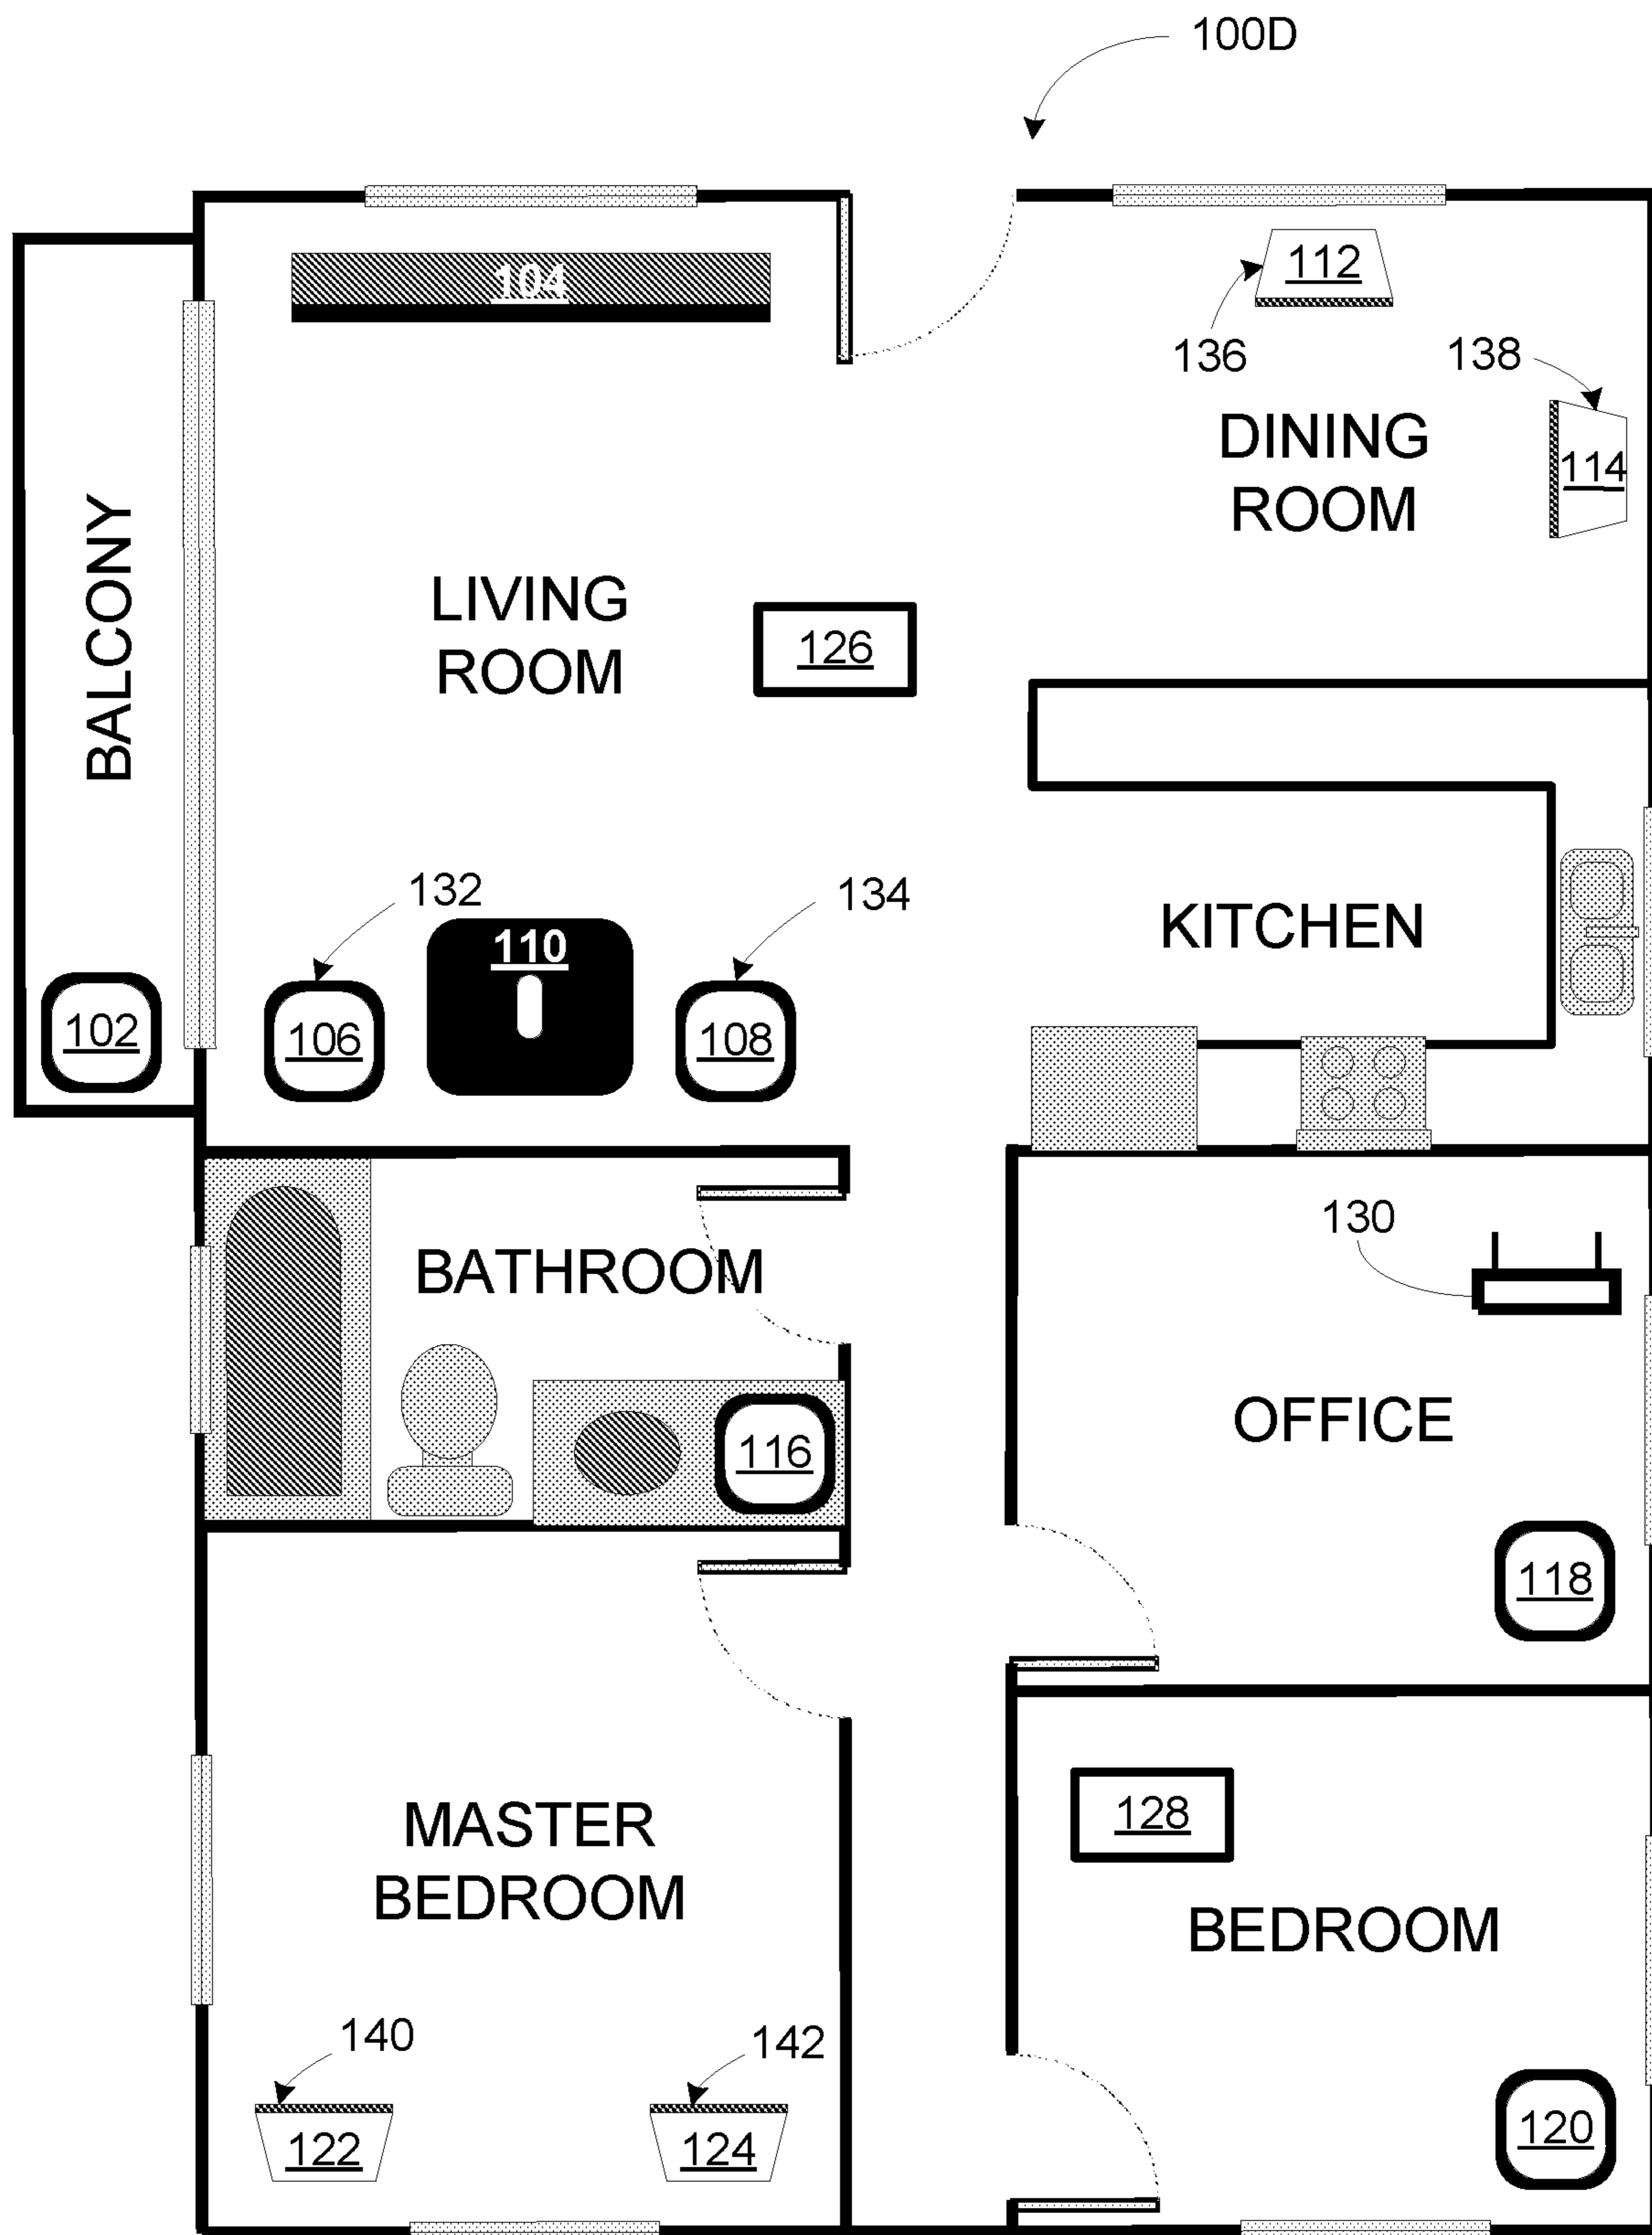 100D
104
112
136
138
114
DINING
ROOM
BALCONY
LIVING
ROOM
126
132
134
110
KITCHEN
102
106
108
130
BATHROOM
OFFICE
116
118
MASTER
BEDROOM
128
BEDROOM
140
142
122
124
120